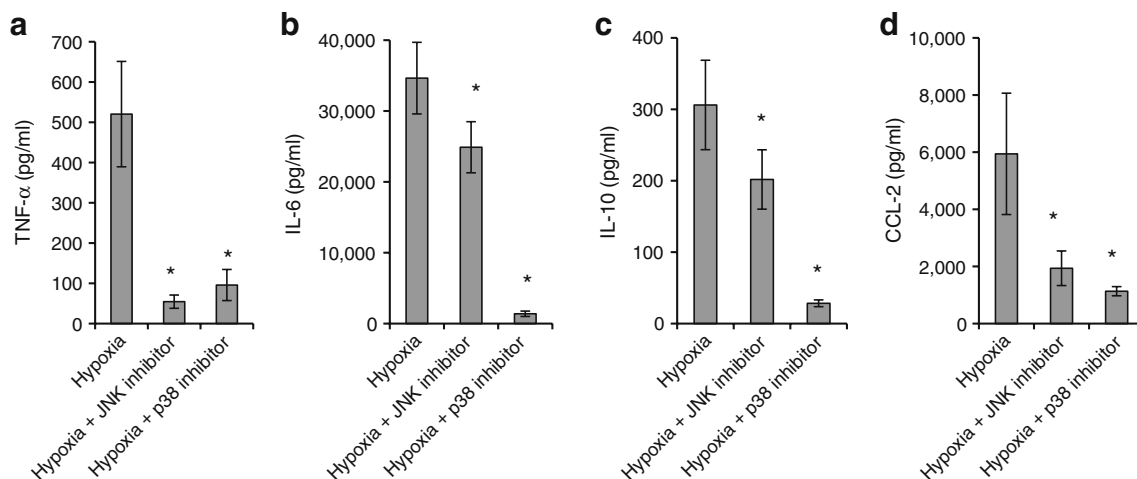 a
TNF-α (pg/ml)
700
600
500
400
300
200
100
0
*
*
Hypoxia
Hypoxia + JNK inhibitor
Hypoxia + p38 inhibitor
b
IL-6 (pg/ml)
40,000
30,000
20,000
10,000
0
*
*
Hypoxia
Hypoxia + JNK inhibitor
Hypoxia + p38 inhibitor
c
IL-10 (pg/ml)
400
300
200
100
0
*
*
Hypoxia
Hypoxia + JNK inhibitor
Hypoxia + p38 inhibitor
d
CCL-2 (pg/ml)
10,000
8,000
6,000
4,000
2,000
0
*
*
Hypoxia
Hypoxia + JNK inhibitor
Hypoxia + p38 inhibitor